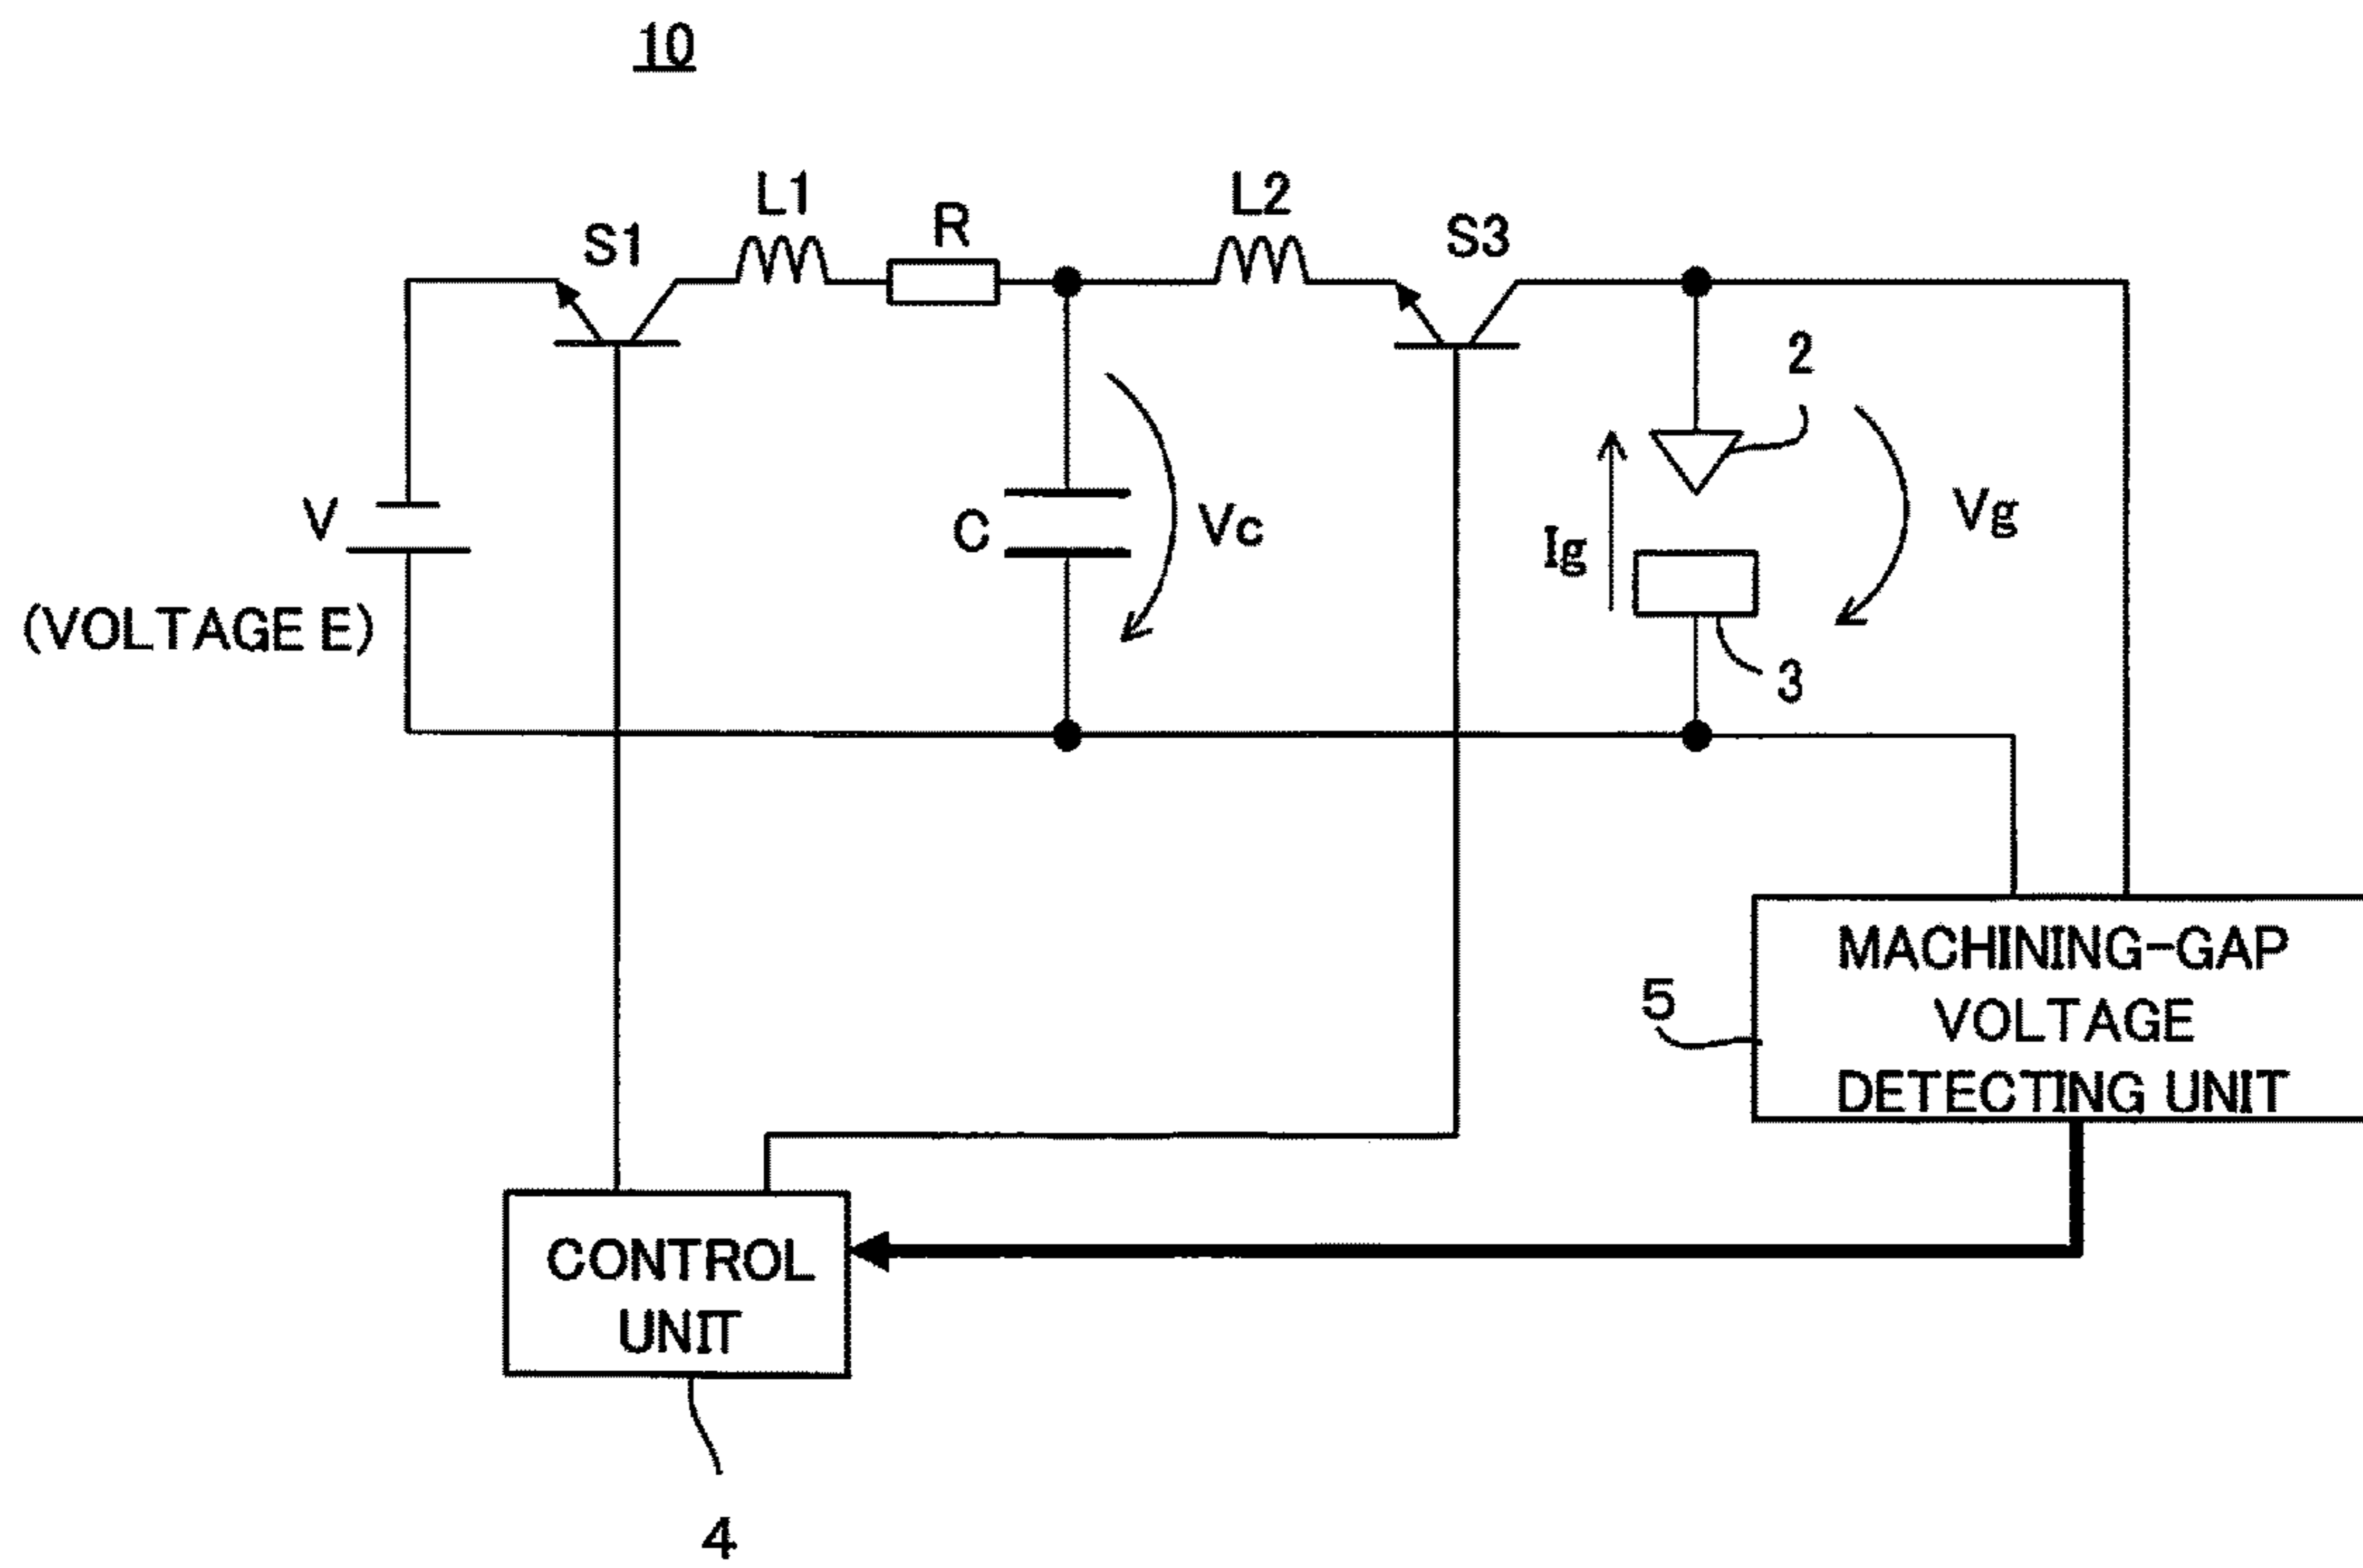 10
L1
L2
R
S1
S3
2
V
C
Vc
Ig
Vg
(VOLTAGE E)
3
MACHINING-GAP
5
VOLTAGE
DETECTING UNIT
CONTROL
UNIT
4